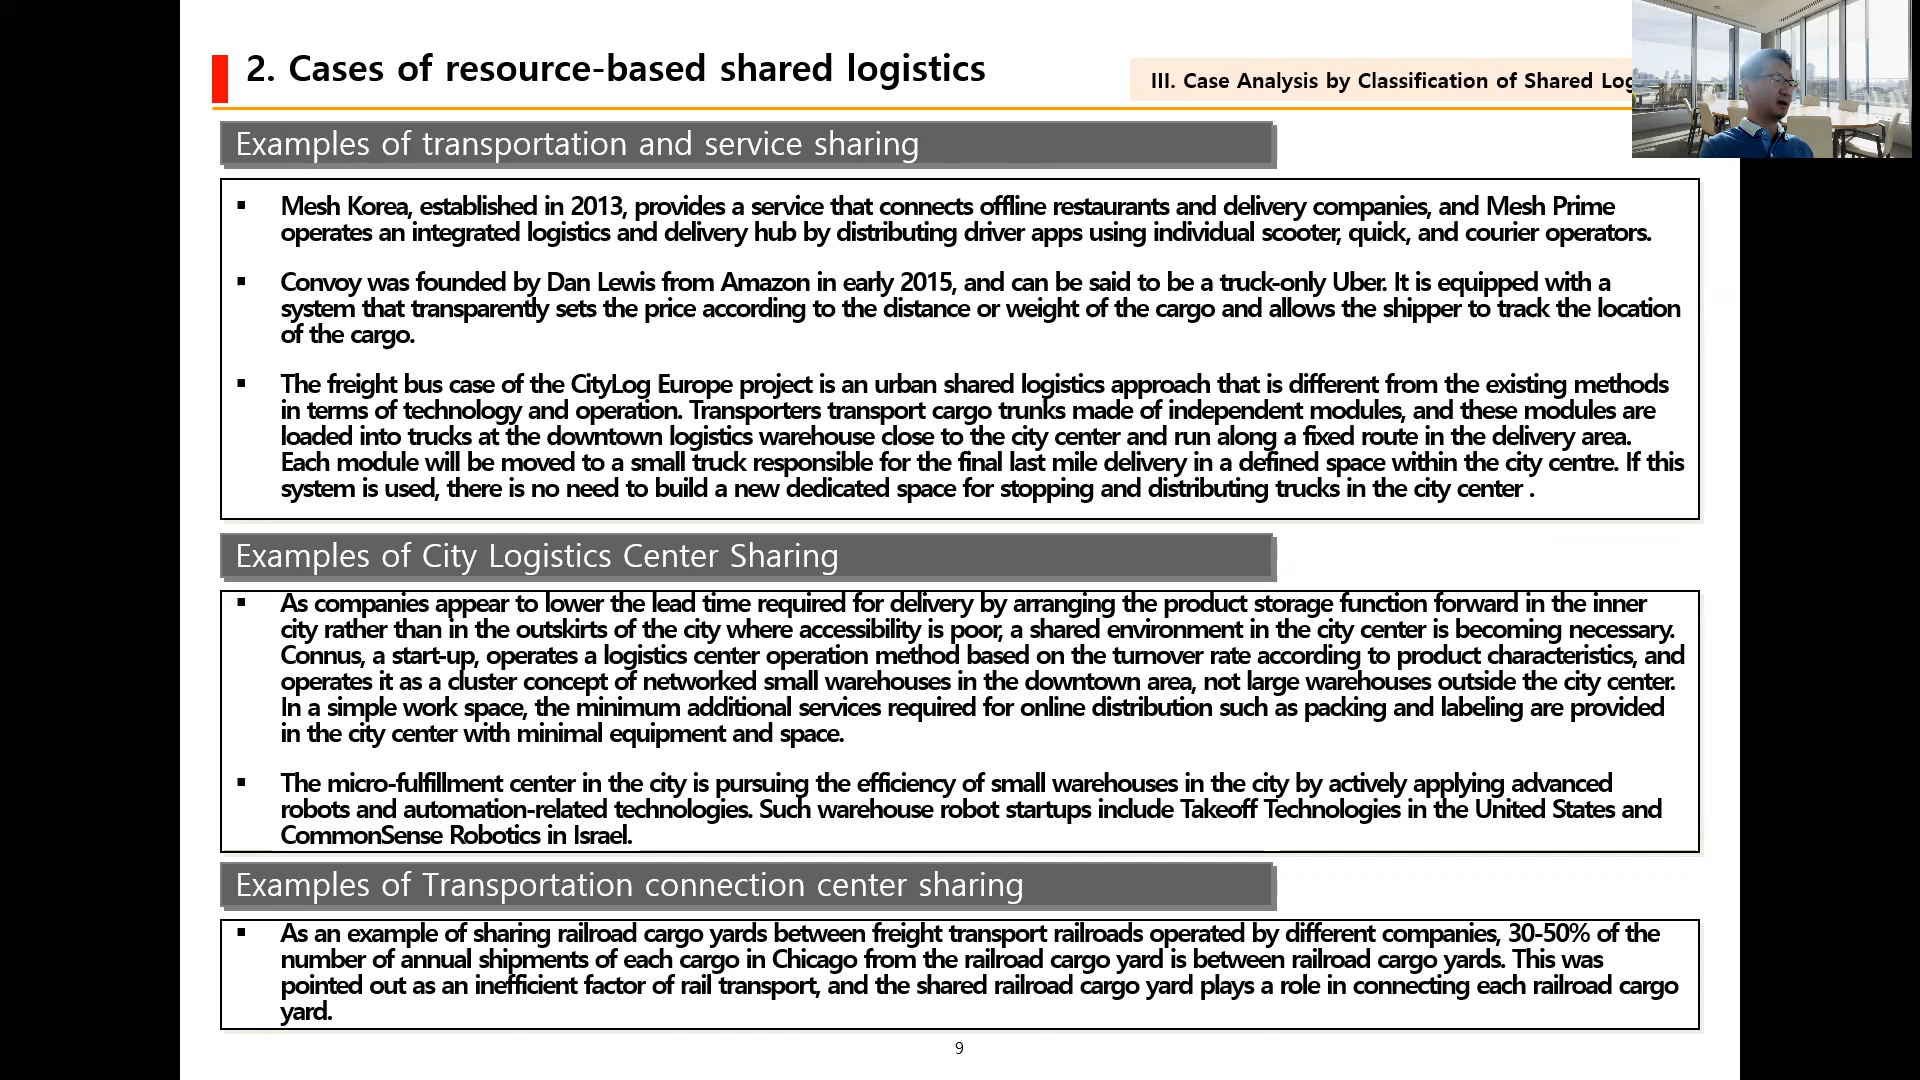 2. Cases of resource-based shared logistics
III. Case Analysis by Classification of Shared Log
Examples of transportation and service sharing
▪ Mesh Korea, established in 2013, provides a service that connects offline restaurants and delivery companies, and Mesh Prime
operates an integrated logistics and delivery hub by distributing driver apps using individual scooter, quick, and courier operators.
▪ Convoy was founded by Dan Lewis from Amazon in early 2015, and can be said to be a truck-only Uber. It is equipped with a
system that transparently sets the price according to the distance or weight of the cargo and allows the shipper to track the location
of the cargo.
▪ The freight bus case of the CityLog Europe project is an urban shared logistics approach that is different from the existing methods
in terms of technology and operation. Transporters transport cargo trunks made of independent modules, and these modules are
loaded into trucks at the downtown logistics warehouse close to the city center and run along a fixed route in the delivery area.
Each module will be moved to a small truck responsible for the final last mile delivery in a defined space within the city centre. If this
system is used, there is no need to build a new dedicated space for stopping and distributing trucks in the city center .
Examples of City Logistics Center Sharing
▪ As companies appear to lower the lead time required for delivery by arranging the product storage function forward in the inner
city rather than in the outskirts of the city where accessibility is poor, a shared environment in the city center is becoming necessary.
Connus, a start-up, operates a logistics center operation method based on the turnover rate according to product characteristics, and
operates it as a cluster concept of networked small warehouses in the downtown area, not large warehouses outside the city center.
In a simple work space, the minimum additional services required for online distribution such as packing and labeling are provided
in the city center with minimal equipment and space.
▪ The micro-fulfillment center in the city is pursuing the efficiency of small warehouses in the city by actively applying advanced
robots and automation-related technologies. Such warehouse robot startups include Takeoff Technologies in the United States and
CommonSense Robotics in Israel.
Examples of Transportation connection center sharing
▪ As an example of sharing railroad cargo yards between freight transport railroads operated by different companies, 30-50% of the
number of annual shipments of each cargo in Chicago from the railroad cargo yard is between railroad cargo yards. This was
pointed out as an inefficient factor of rail transport, and the shared railroad cargo yard plays a role in connecting each railroad cargo
yard.
9